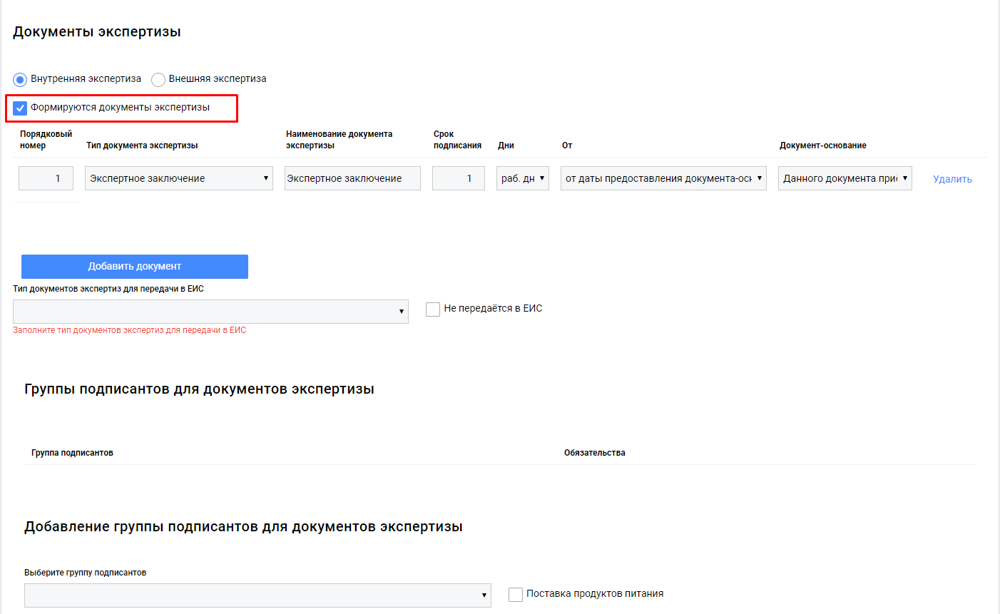 Документы экспертизы
Внутренняя экспертиза Внешняя экспертиза
Формируются документы экспертизы
Порядковый номер Тип документа экспертизы Наименование документа экспертизы Срок подписания Дни От Документ-основание
1 Экспертное заключение Экспертное заключение 1 раб. дн от даты предоставления документа-осн Данного документа прие Удалить
Добавить документ
Тип документов экспертиз для передачи в ЕИС
Не передаётся в ЕИС
Заполните тип документов экспертиз для передачи в ЕИС
Группы подписантов для документов экспертизы
Группа подписантов Обязательства
Добавление группы подписантов для документов экспертизы
Выберите группу подписантов
Поставка продуктов питания